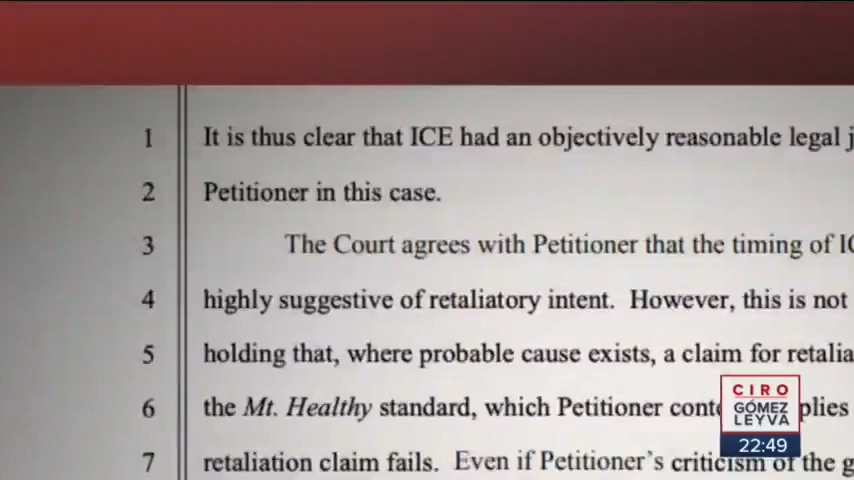 1 It is thus clear that ICE had an objectively reasonable legal
2 Petitioner in this case.
3 The Court agrees with Petitioner that the timing of
4 highly suggestive of retaliatory intent. However, this is not
5 holding that, where probable cause exists, a claim for
6 the Mt. Healthy standard, which Petitioner
7 retaliation claim fails. Even if Petitioner's criticism of the
CIRO
GÓMEZ
LEYVA
22:49